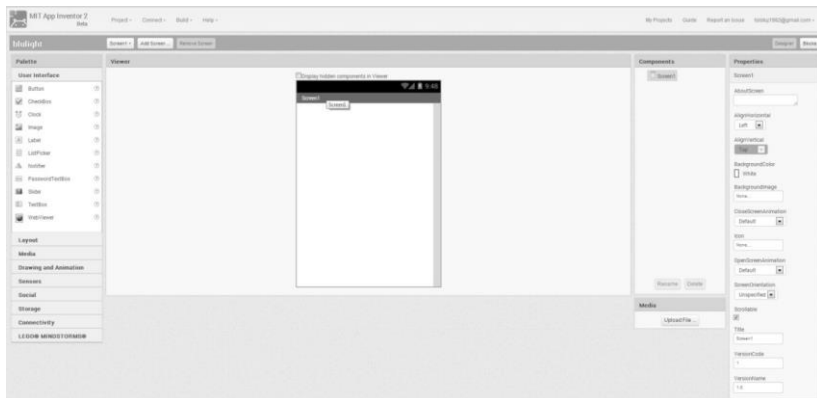 MIT App Inventor 2
Beta
Project
Connect
Build
Help
My Projects
Guide
Report an Issue
Screen1
Add Screen ...
Remove Screen
Designer
Blocks
Palette
User Interface
Button
CheckBox
Clock
Image
Label
ListPicker
Notifier
PasswordTextBox
Slider
TextBox
WebViewer
Layout
Media
Drawing and Animation
Sensors
Social
Storage
Connectivity
LEGO® MINDSTORMS®
Viewer
Display hidden components in Viewer
9:48
Screen1
Components
Screen1
Rename
Delete
Media
Upload File ...
Properties
Screen1
AboutScreen
AlignHorizontal
Left
AlignVertical
Top
BackgroundColor
White
BackgroundImage
None...
CloseScreenAnimation
Default
Icon
None...
OpenScreenAnimation
Default
ScreenOrientation
Unspecified
Scrollable
Title
Screen1
VersionCode
1
VersionName
1.0